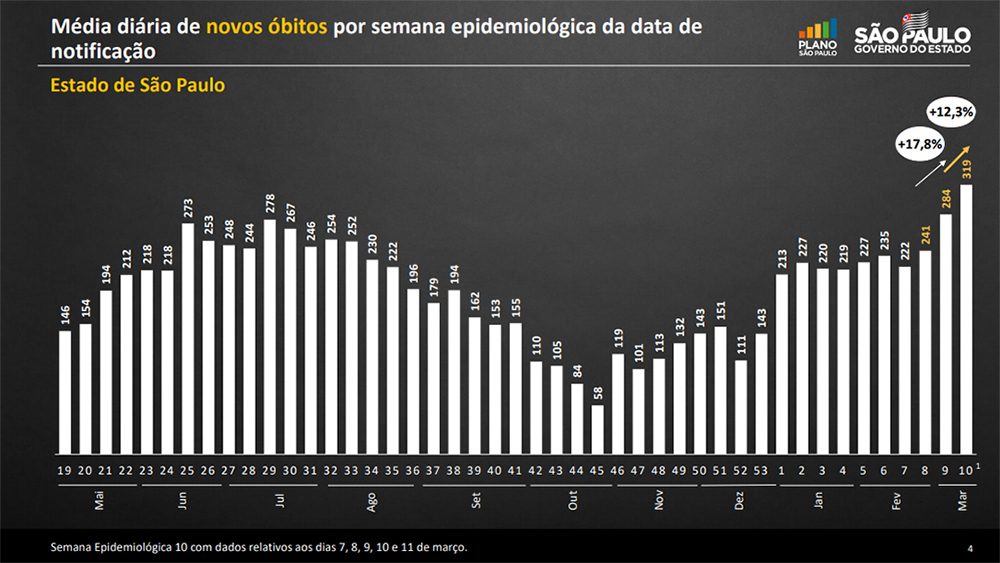 Média diária de novos óbitos por semana epidemiológica da data de
notificação
PLANO
SÃO PAULO
SÃO PAULO
GOVERNO DO ESTADO
Estado de São Paulo
+12,3%
+17,8%
146 154 194 212 218 218 273 253 248 244 278 267 246 254 252 230 222 196 179 194 162 153 155 110 105 84 58 119 101 113 132 143 151 111 143 213 227 220 219 227 235 222 241 284 319
19 20 21 22 23 24 25 26 27 28 29 30 31 32 33 34 35 36 37 38 39 40 41 42 43 44 45 46 47 48 49 50 51 52 53 1 2 3 4 5 6 7 8 9 10 1
Mai Jun Jul Ago Set Out Nov Dez Jan Fev Mar
Semana Epidemiológica 10 com dados relativos aos dias 7, 8, 9, 10 e 11 de março.
4